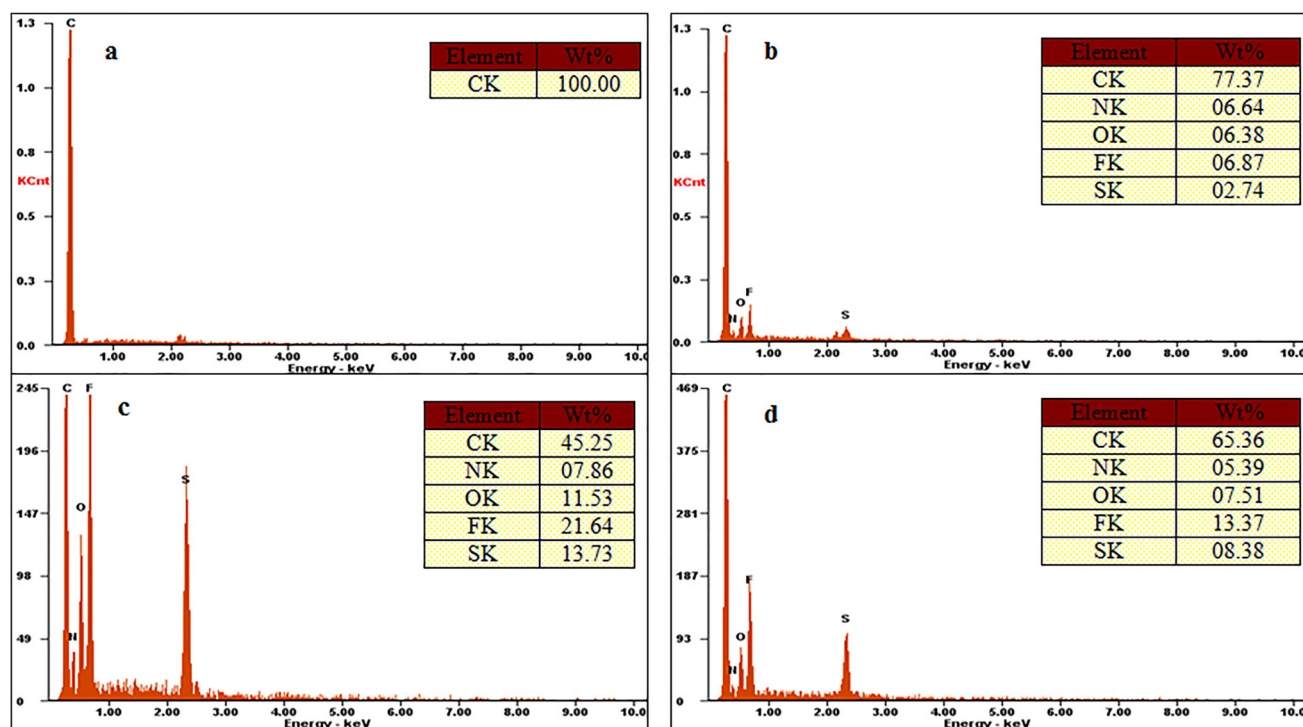 1.3
C
a
Element Wt%
CK 100.00
1.0
0.8
KCnt
0.5
0.3
0.0
1.00 2.00 3.00 4.00 5.00 6.00 7.00 8.00 9.00 10.0
Energy - keV
1.3
C
b
Element Wt%
CK 77.37
NK 06.64
OK 06.38
FK 06.87
SK 02.74
1.0
0.8
KCnt
0.5
0.3
F
O
N
S
0.0
1.00 2.00 3.00 4.00 5.00 6.00 7.00 8.00 9.00 10.0
Energy - keV
245
C F
c
Element Wt%
CK 45.25
NK 07.86
OK 11.53
FK 21.64
SK 13.73
196
S
O
147
98
N
49
0
1.00 2.00 3.00 4.00 5.00 6.00 7.00 8.00 9.00 10.0
Energy - keV
469
C
d
Element Wt%
CK 65.36
NK 05.39
OK 07.51
FK 13.37
SK 08.38
375
281
187
F
S
O
93
N
0
1.00 2.00 3.00 4.00 5.00 6.00 7.00 8.00 9.00 10.0
Energy - keV